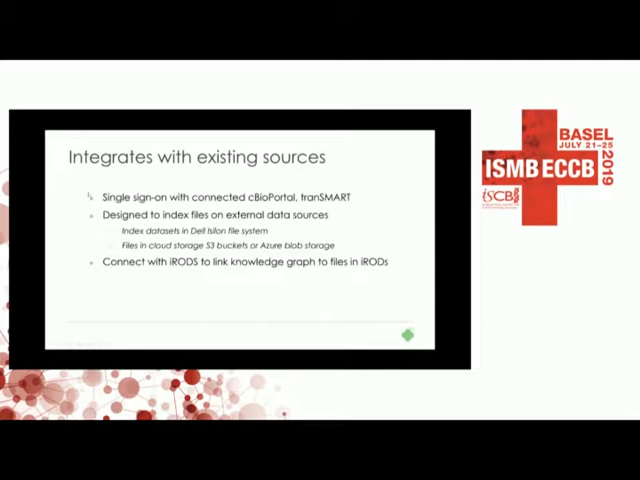 Integrates with existing sources
Single sign-on with connected cBioPortal, tranSMART
Designed to index files on external data sources
Index datasets in Dell Isilon file system
Files in cloud storage S3 buckets or Azure blob storage
Connect with iRODS to link knowledge graph to files in iRODs
BASEL
JULY 21-25
2019
ISMB ECCB
ISCB